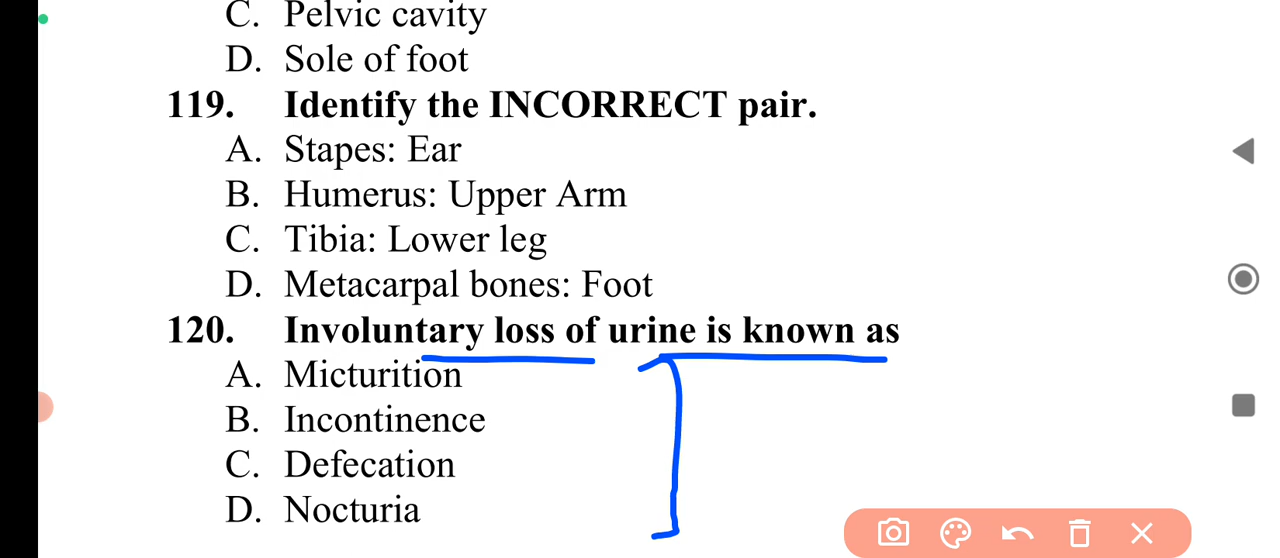 C. Pelvic cavity
D. Sole of foot
119. Identify the INCORRECT pair.
A. Stapes: Ear
B. Humerus: Upper Arm
C. Tibia: Lower leg
D. Metacarpal bones: Foot
120. Involuntary loss of urine is known as
A. Micturition
B. Incontinence
C. Defecation
D. Nocturia